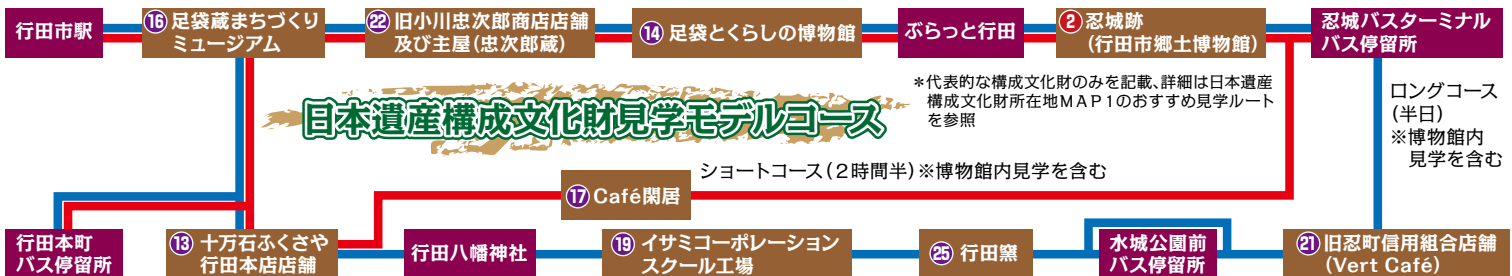 行田市駅
⑯ 足袋蔵まちづくり
ミュージアム
㉒ 旧小川忠次郎商店店舗
及び主屋(忠次郎蔵)
⑭ 足袋とくらしの博物館
ぶらっと行田
② 忍城跡
(行田市郷土博物館)
忍城バスターミナル
バス停留所
日本遺産構成文化財見学モデルコース
*代表的な構成文化財のみを記載、詳細は日本遺産
構成文化財所在地MAP1のおすすめ見学ルート
を参照
ロングコース
(半日)
※博物館内
見学を含む
ショートコース(2時間半)※博物館内見学を含む
⑰ Café閑居
行田本町
バス停留所
⑬ 十万石ふくさや
行田本店店舗
行田八幡神社
⑲ イサミコーポレーション
スクール工場
㉕ 行田窯
水城公園前
バス停留所
㉑ 旧忍町信用組合店舗
(Vert Café)